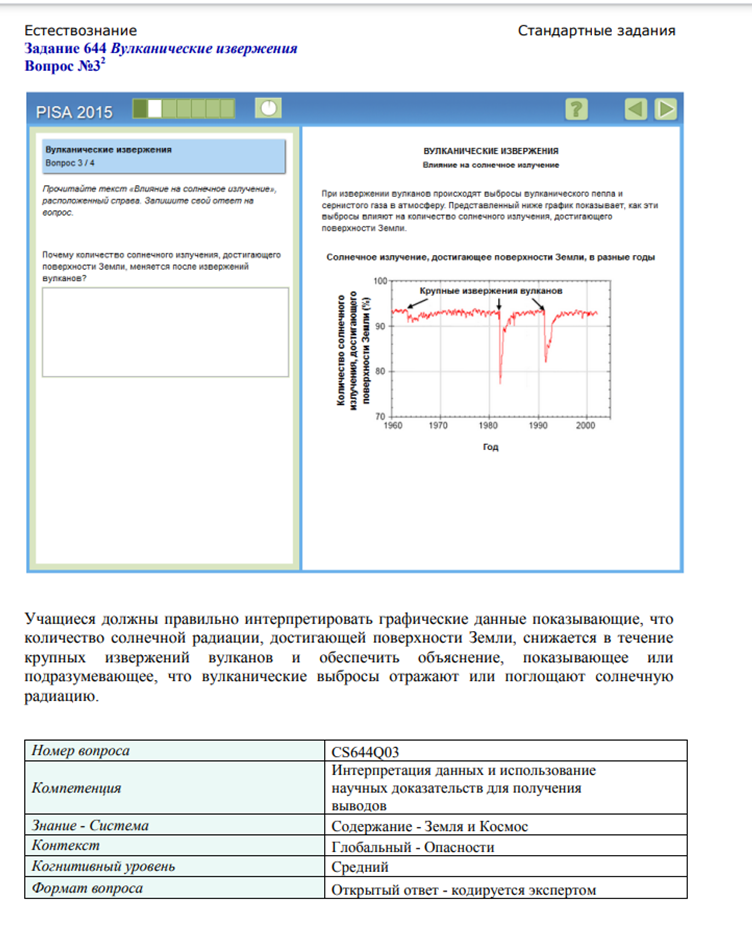 Естествознание Стандартные задания
Задание 644 Вулканические извержения
Вопрос №3²
PISA 2015
?
Вулканические извержения
Вопрос 3 / 4
Прочитайте текст «Влияние на солнечное излучение»,
расположенный справа. Запишите свой ответ на
вопрос.
Почему количество солнечного излучения, достигающего
поверхности Земли, меняется после извержений
вулканов?
ВУЛКАНИЧЕСКИЕ ИЗВЕРЖЕНИЯ
Влияние на солнечное излучение
При извержении вулканов происходят выбросы вулканического пепла и
сернистого газа в атмосферу. Представленный ниже график показывает, как эти
выбросы влияют на количество солнечного излучения, достигающего
поверхности Земли.
Солнечное излучение, достигающее поверхности Земли, в разные годы
Количество солнечного
излучения, достигающего
поверхности Земли (%)
100
90
80
70
Крупные извержения вулканов
1960 1970 1980 1990 2000
Год
Учащиеся должны правильно интерпретировать графические данные показывающие, что
количество солнечной радиации, достигающей поверхности Земли, снижается в течение
крупных извержений вулканов и обеспечить объяснение, показывающее или
подразумевающее, что вулканические выбросы отражают или поглощают солнечную
радиацию.
Номер вопроса CS644Q03
Компетенция Интерпретация данных и использование
научных доказательств для получения
выводов
Знание - Система Содержание - Земля и Космос
Контекст Глобальный - Опасности
Когнитивный уровень Средний
Формат вопроса Открытый ответ - кодируется экспертом